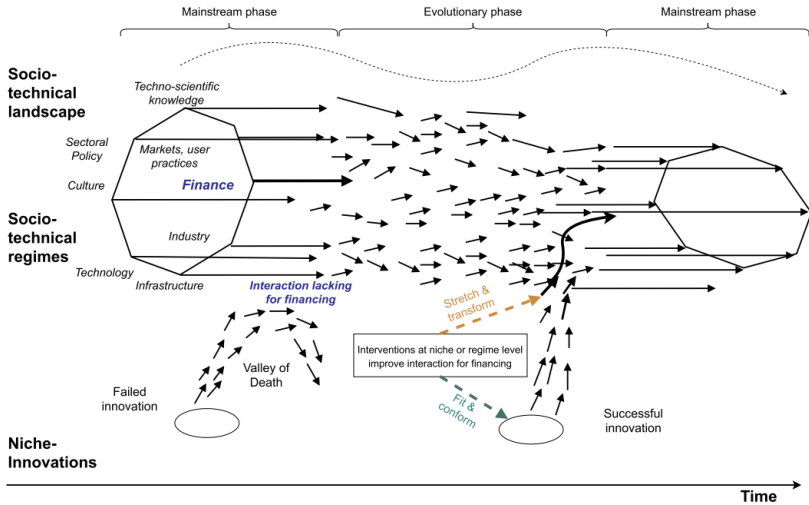 Mainstream phase
Evolutionary phase
Mainstream phase
Socio-
technical
landscape
Techno-scientific
knowledge
Sectoral
Policy
Markets, user
practices
Culture
Finance
Socio-
technical
regimes
Industry
Technology
Infrastructure
Interaction lacking
for financing
Stretch &
transform
Interventions at niche or regime level
improve interaction for financing
Valley of
Death
Failed
innovation
Fit &
conform
Successful
innovation
Niche-
Innovations
Time